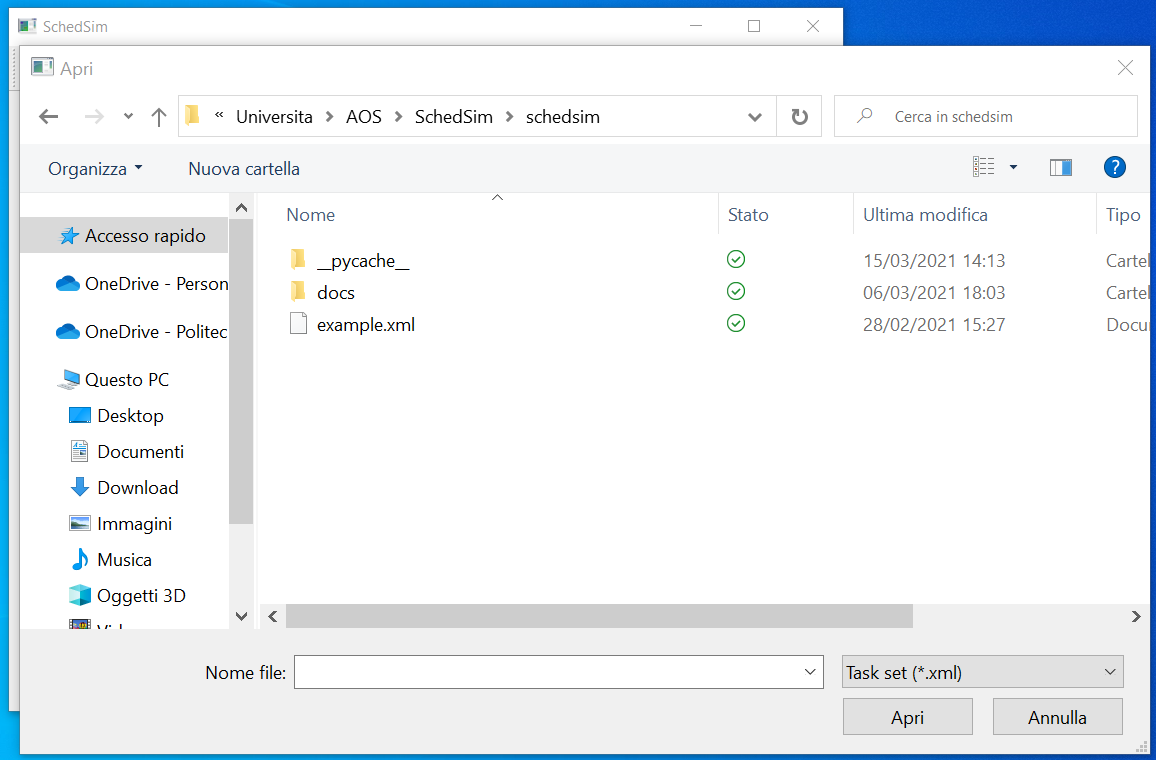 SchedSim
Apri
« Universita > AOS > SchedSim > schedsim
Cerca in schedsim
Organizza
Nuova cartella
?
Nome
Stato
Ultima modifica
Tipo
__pycache__
15/03/2021 14:13
Cartel
docs
06/03/2021 18:03
Cartel
example.xml
28/02/2021 15:27
Docu
Accesso rapido
OneDrive - Person
OneDrive - Politec
Questo PC
Desktop
Documenti
Download
Immagini
Musica
Oggetti 3D
Nome file:
Task set (*.xml)
Apri
Annulla